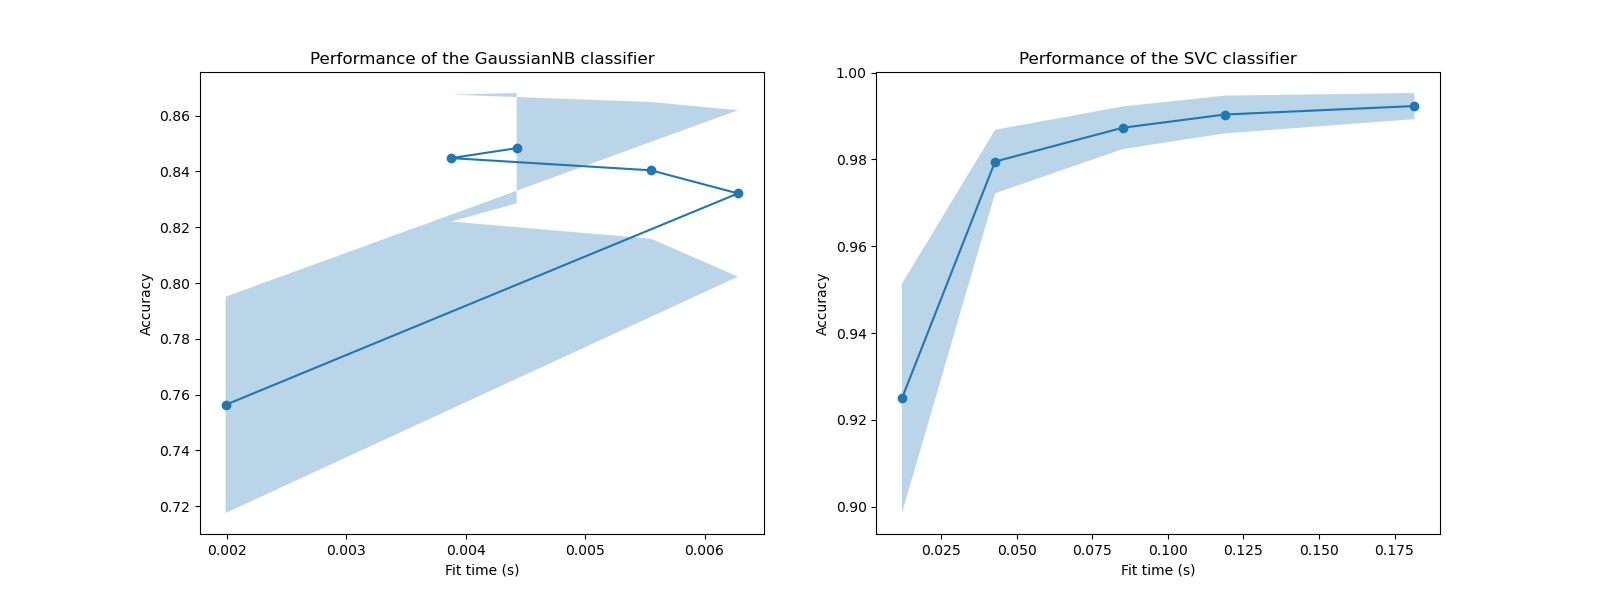 Performance of the GaussianNB classifier
0.86
0.84
0.82
0.80
0.78
0.76
0.74
0.72
Accuracy
0.002 0.003 0.004 0.005 0.006
Fit time (s)
Performance of the SVC classifier
1.00
0.98
0.96
0.94
0.92
0.90
Accuracy
0.025 0.050 0.075 0.100 0.125 0.150 0.175
Fit time (s)